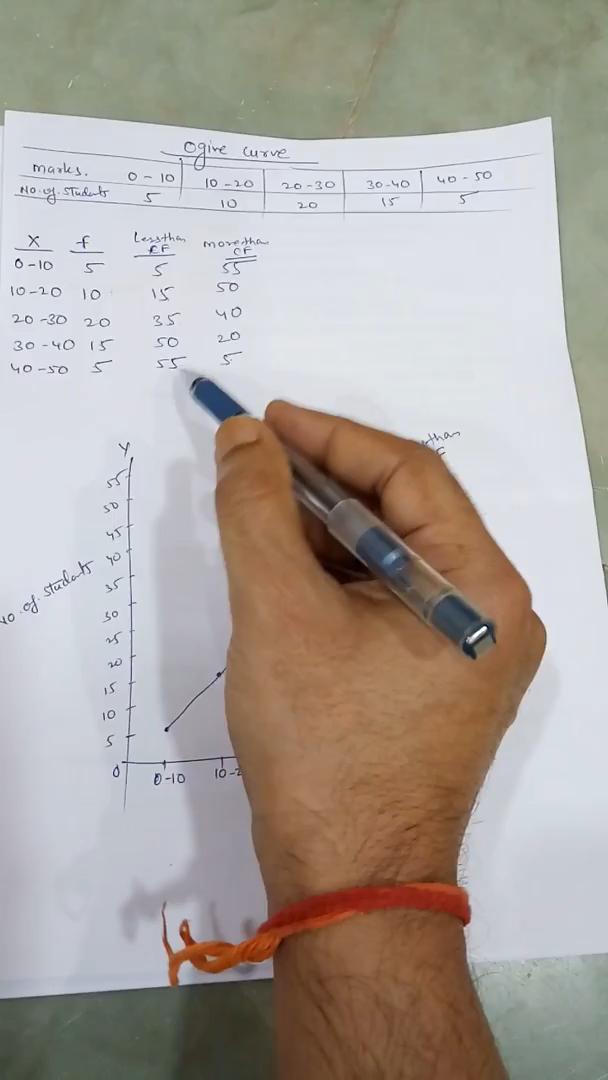 Ogive curve
marks. 0-10 10-20 20-30 30-40 40-50
No. of. students 5 10 20 15 5
X f Less than CF more than CF
0-10 5 5 55
10-20 10 15 50
20-30 20 35 40
30-40 15 50 20
40-50 5 55 5
Y
55
50
45
40
35
30
25
20
15
10
5
0
No. of. students
0-10 10-2